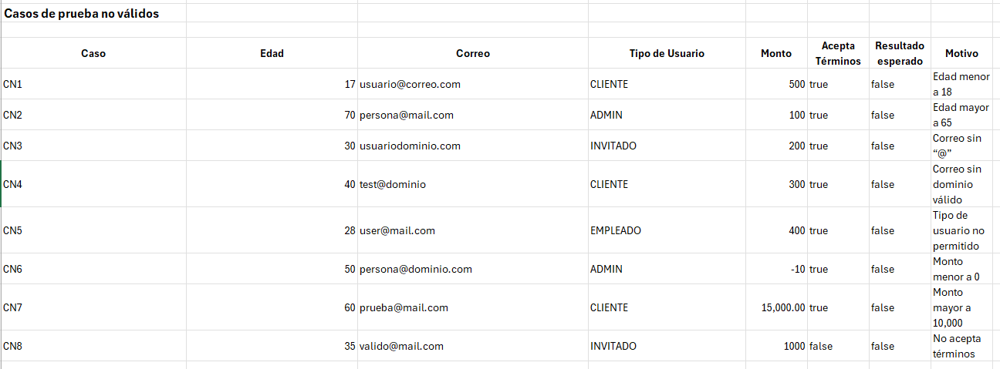 Casos de prueba no válidos
Caso Edad Correo Tipo de Usuario Monto Acepta Términos Resultado esperado Motivo
CN1 17 usuario@correo.com CLIENTE 500 true false Edad menor a 18
CN2 70 persona@mail.com ADMIN 100 true false Edad mayor a 65
CN3 30 usuariodominio.com INVITADO 200 true false Correo sin “@”
CN4 40 test@dominio CLIENTE 300 true false Correo sin dominio válido
CN5 28 user@mail.com EMPLEADO 400 true false Tipo de usuario no permitido
CN6 50 persona@dominio.com ADMIN -10 true false Monto menor a 0
CN7 60 prueba@mail.com CLIENTE 15,000.00 true false Monto mayor a 10,000
CN8 35 valido@mail.com INVITADO 1000 false false No acepta términos